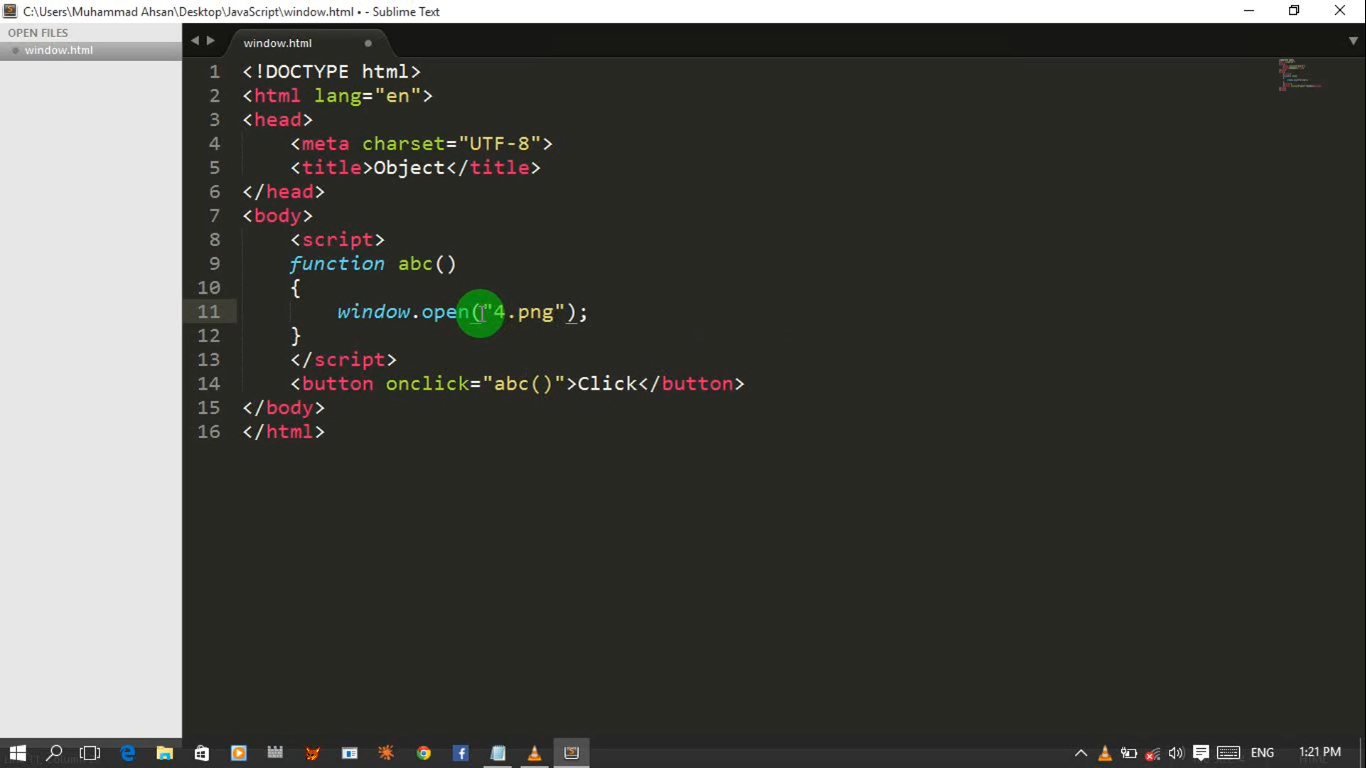 C:\Users\Muhammad Ahsan\Desktop\JavaScript\window.html • - Sublime Text
OPEN FILES
window.html
window.html
1 <!DOCTYPE html>
2 <html lang="en">
3 <head>
4 <meta charset="UTF-8">
5 <title>Object</title>
6 </head>
7 <body>
8 <script>
9 function abc()
10 {
11 window.open("4.png");
12 }
13 </script>
14 <button onclick="abc()">Click</button>
15 </body>
16 </html>
ENG
1:21 PM